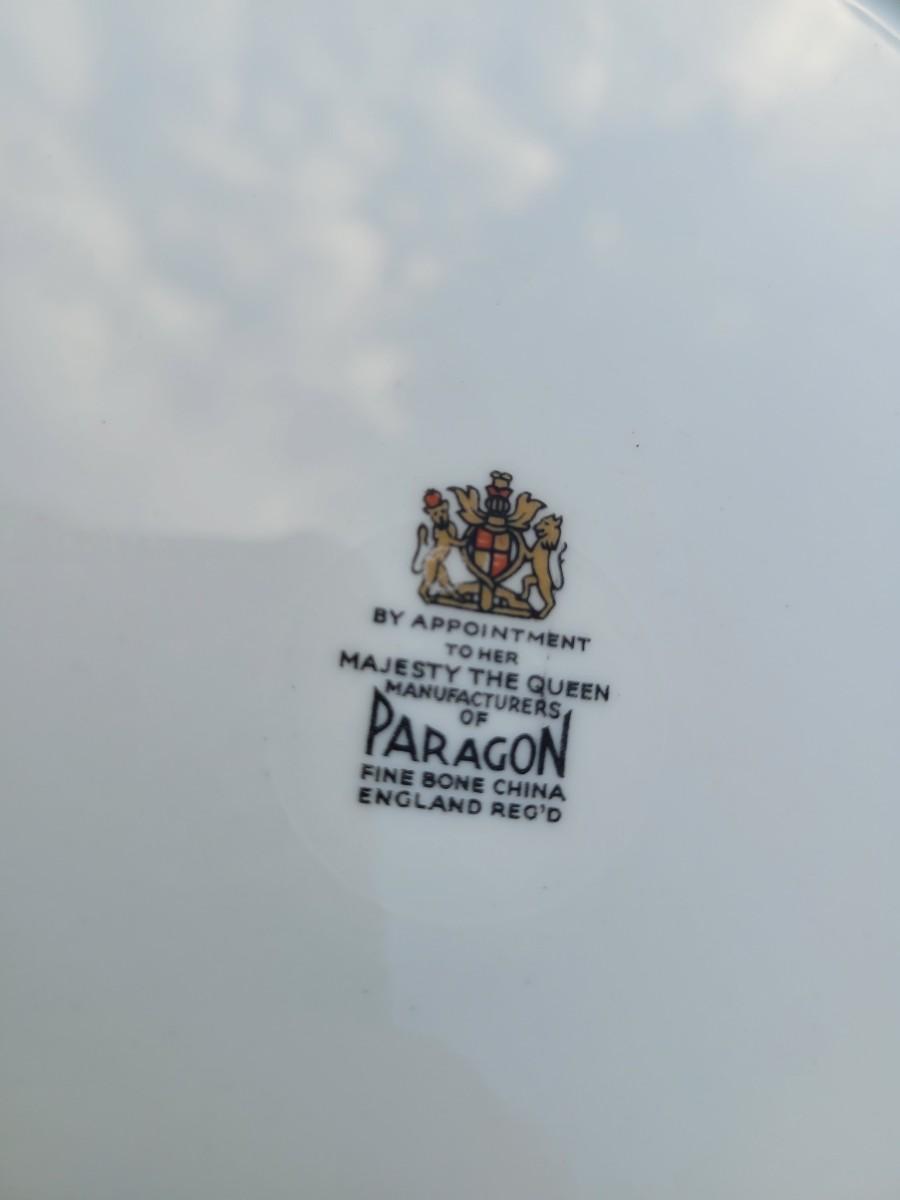 BY APPOINTMENT
TO HER
MAJESTY THE QUEEN
MANUFACTURERS
OF
PARAGON
FINE BONE CHINA
ENGLAND REG'D